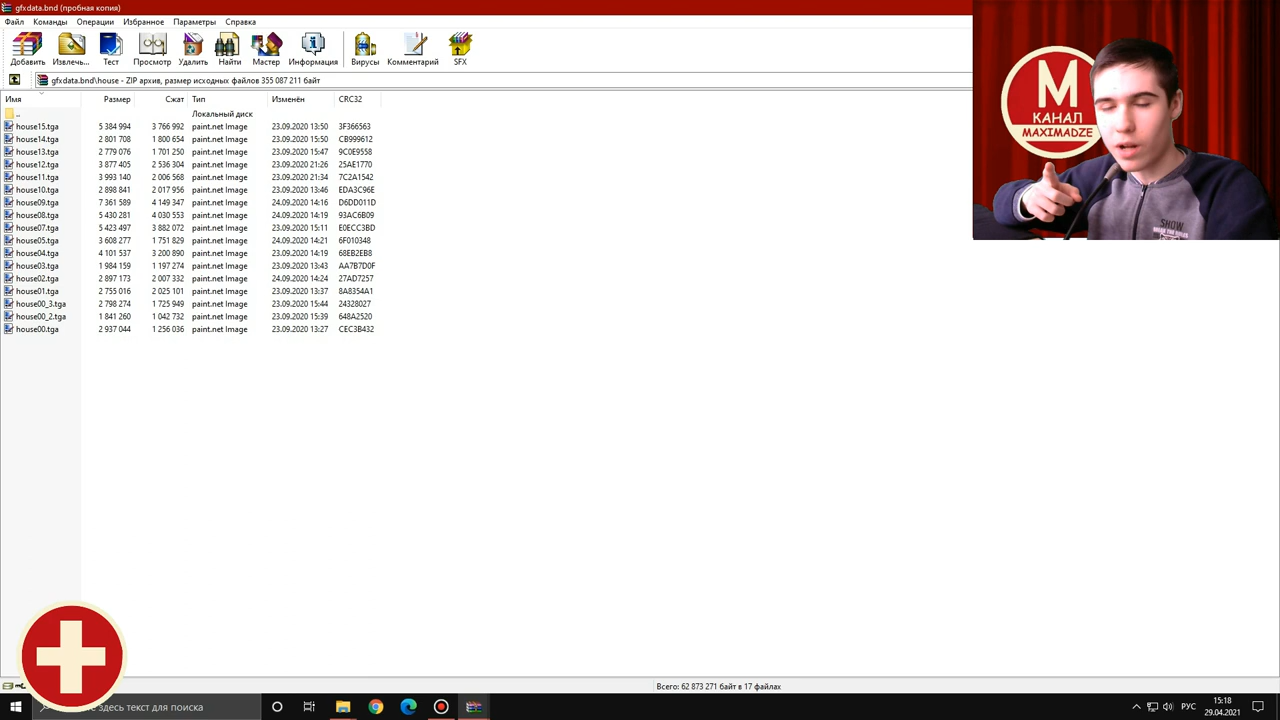 gfxdata.bnd (пробная копия)
Файл Команды Операции Избранное Параметры Справка
Добавить Извлечь... Тест Просмотр Удалить Найти Мастер Информация Вирусы Комментарий SFX
gfxdata.bnd\house - ZIP архив, размер исходных файлов 355 087 211 байт
Имя Размер Сжат Тип Изменён CRC32
.. Локальный диск
house15.tga 5 384 994 3 766 992 paint.net Image 23.09.2020 13:50 3F366563
house14.tga 2 801 708 1 800 654 paint.net Image 23.09.2020 15:50 CB999612
house13.tga 2 779 076 1 701 250 paint.net Image 23.09.2020 15:47 9C0E9558
house12.tga 3 877 405 2 536 304 paint.net Image 23.09.2020 21:26 25AE1770
house11.tga 3 993 140 2 006 568 paint.net Image 23.09.2020 21:34 7C2A1542
house10.tga 2 898 841 2 017 956 paint.net Image 23.09.2020 13:46 EDA3C96E
house09.tga 7 361 589 4 149 347 paint.net Image 24.09.2020 14:16 D6DD011D
house08.tga 5 430 281 4 030 553 paint.net Image 24.09.2020 14:19 93AC6B09
house07.tga 5 423 497 3 882 072 paint.net Image 23.09.2020 15:11 E0ECC3BD
house05.tga 3 608 277 1 751 829 paint.net Image 24.09.2020 14:21 6F010348
house04.tga 4 101 537 3 200 890 paint.net Image 23.09.2020 14:19 68EB2EB8
house03.tga 1 984 159 1 197 274 paint.net Image 23.09.2020 13:43 AA7B7D0F
house02.tga 2 897 173 2 007 332 paint.net Image 24.09.2020 14:24 27AD7257
house01.tga 2 755 016 2 025 101 paint.net Image 23.09.2020 13:37 8A8354A1
house00_3.tga 2 798 274 1 725 949 paint.net Image 23.09.2020 15:44 24328027
house00_2.tga 1 841 260 1 042 732 paint.net Image 23.09.2020 15:39 648A2520
house00.tga 2 937 044 1 256 036 paint.net Image 23.09.2020 13:27 CEC3B432
М
КАНАЛ
MAXIMADZE
SNOW
Всего: 62 873 271 байт в 17 файлах
здесь текст для поиска
РУС
15:18
29.04.2021